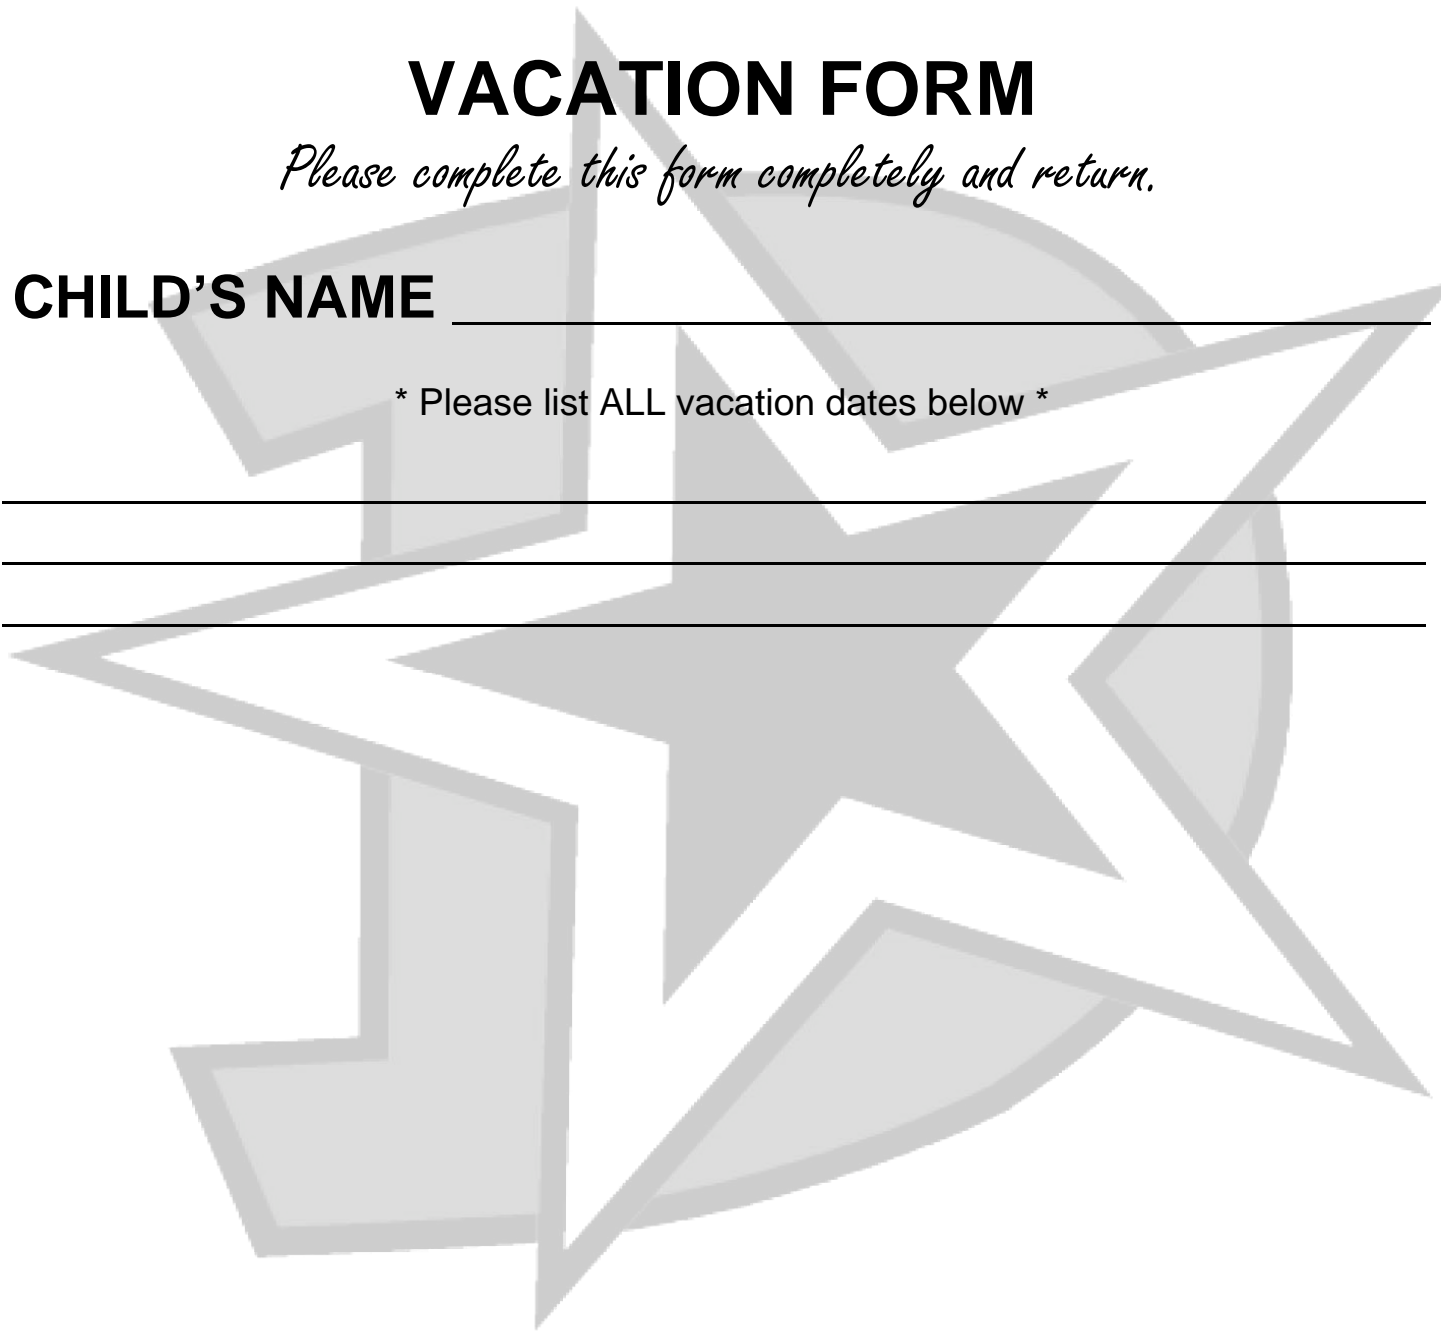 VACATION FORM
Please complete this form completely and return.
CHILD’S NAME
* Please list ALL vacation dates below *